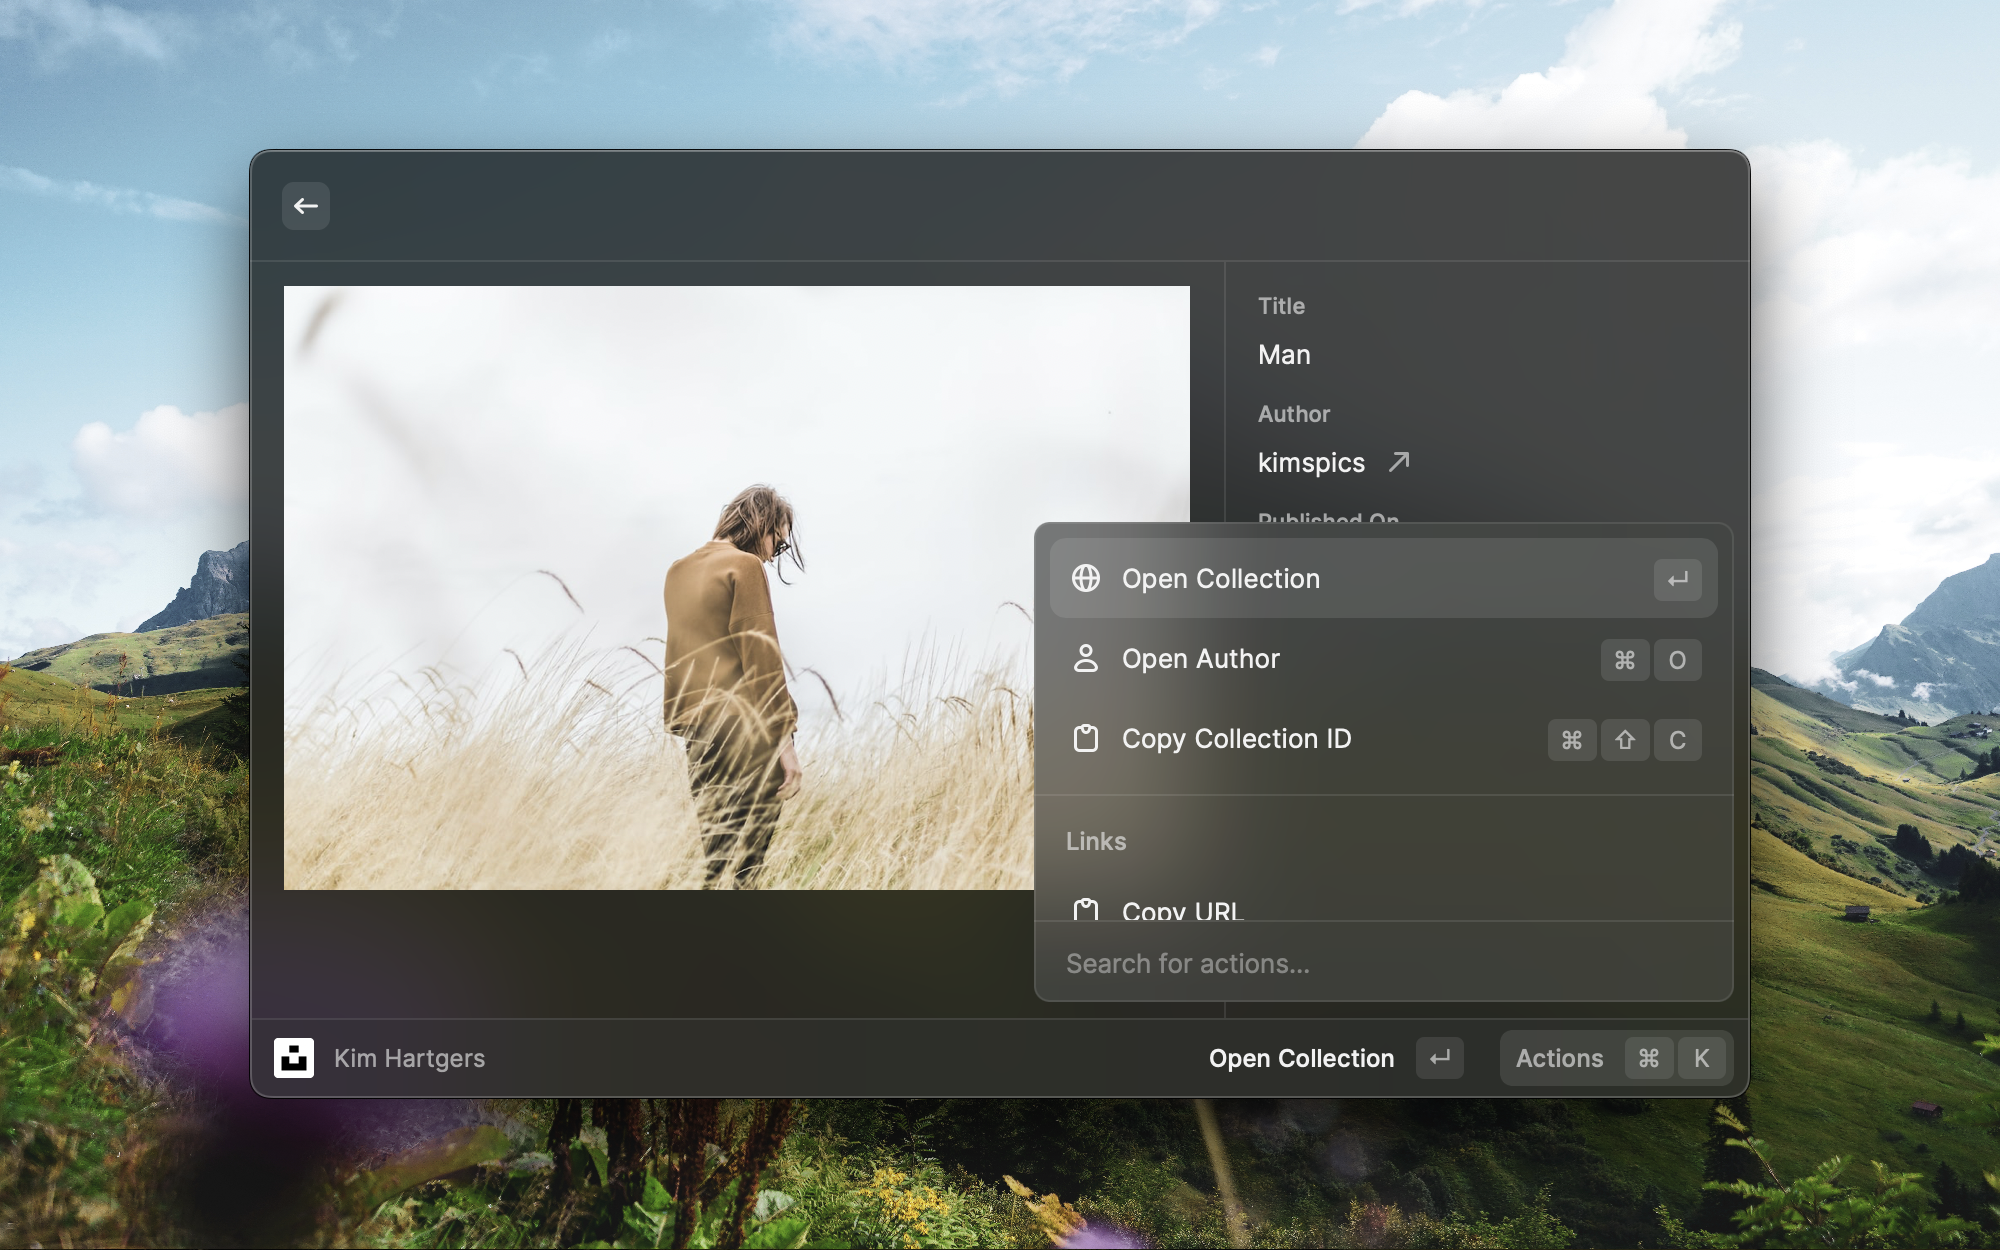 Title
Man
Author
kimspics
Published On
Open Collection
Open Author
⌘ O
Copy Collection ID
⌘ ⇧ C
Links
Copy URL
Search for actions...
Kim Hartgers
Open Collection
Actions ⌘ K